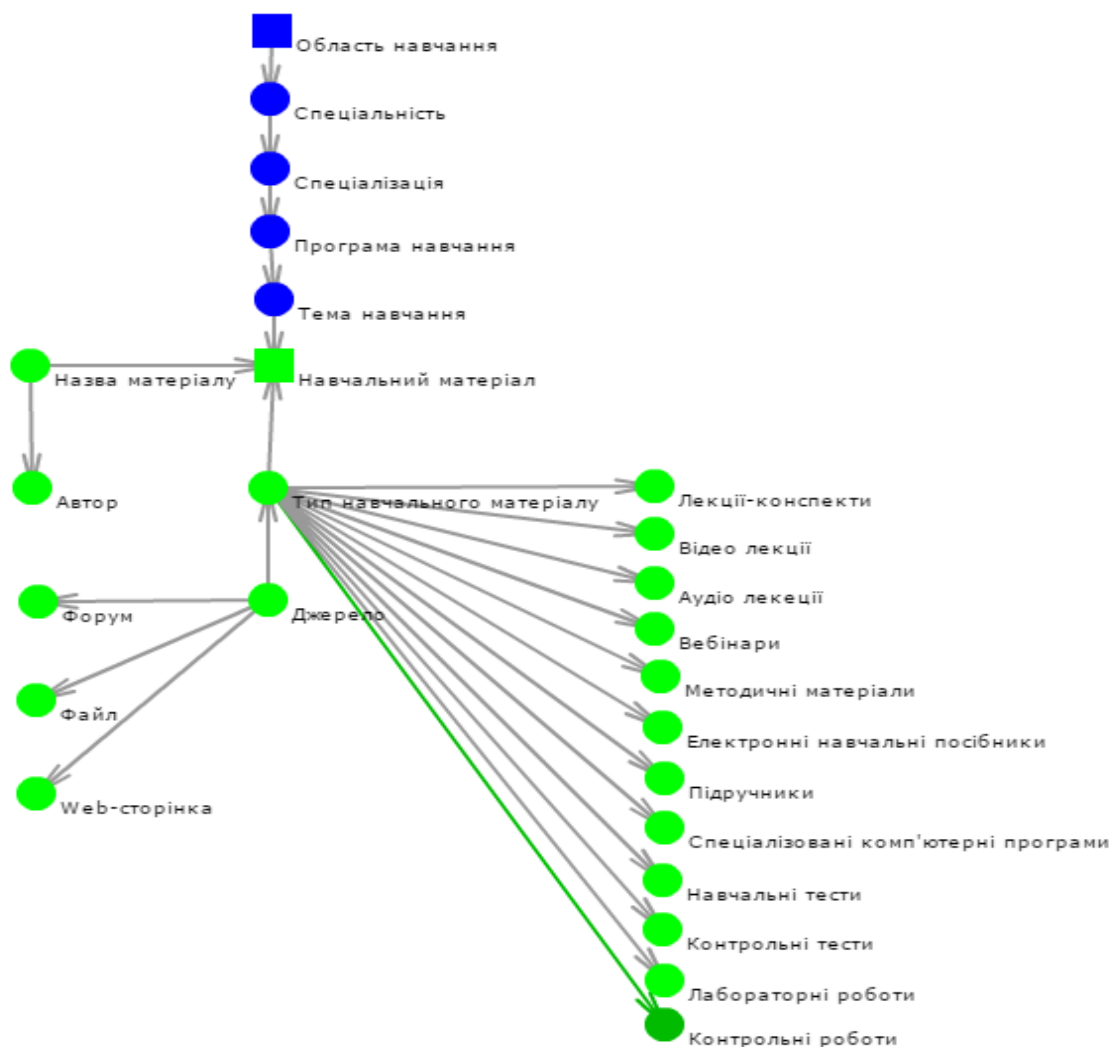 Область навчання
Спеціальність
Спеціалізація
Програма навчання
Тема навчання
Назва матеріалу
Навчальний матеріал
Автор
Тип навчального матеріалу
Лекції-конспекти
Відео лекції
Аудіо лекеції
Форум
Джерело
Вебінари
Методичні матеріали
Файл
Електронні навчальні посібники
Підручники
Web-сторінка
Спеціалізовані комп'ютерні програми
Навчальні тести
Контрольні тести
Лабораторні роботи
Контрольні роботи